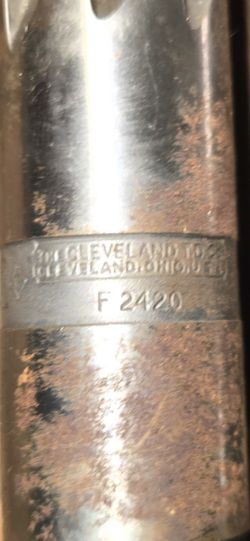 CLEVELAND
CLEVELAND, OHIO, U.S.
F 2420